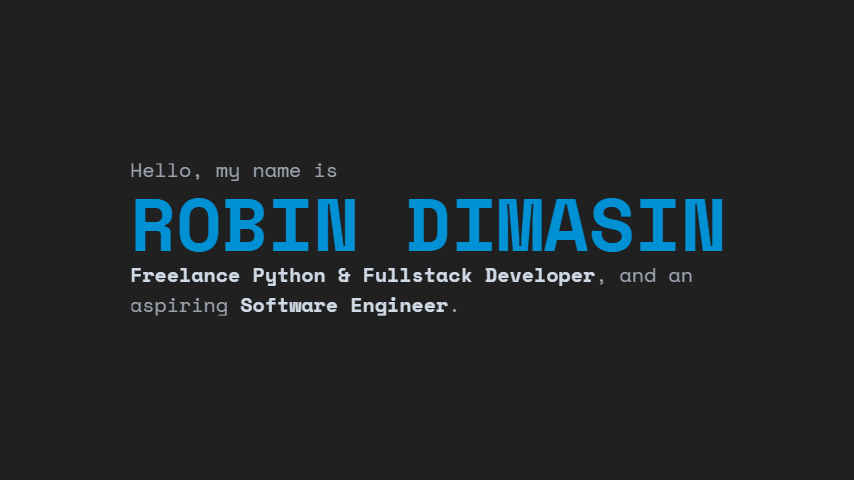 Hello, my name is
ROBIN DIMASIN
Freelance Python & Fullstack Developer, and an
aspiring Software Engineer.